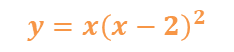 y = x(x − 2)²